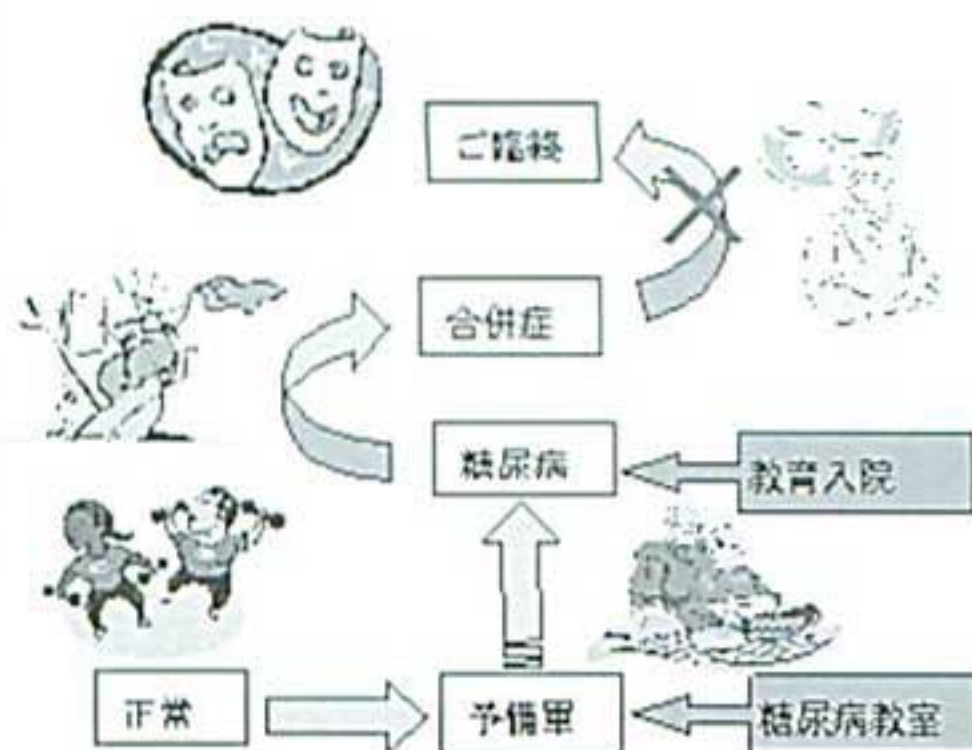 ご臨終
合併症
糖尿病
教育入院
正常
予備軍
糖尿病教室